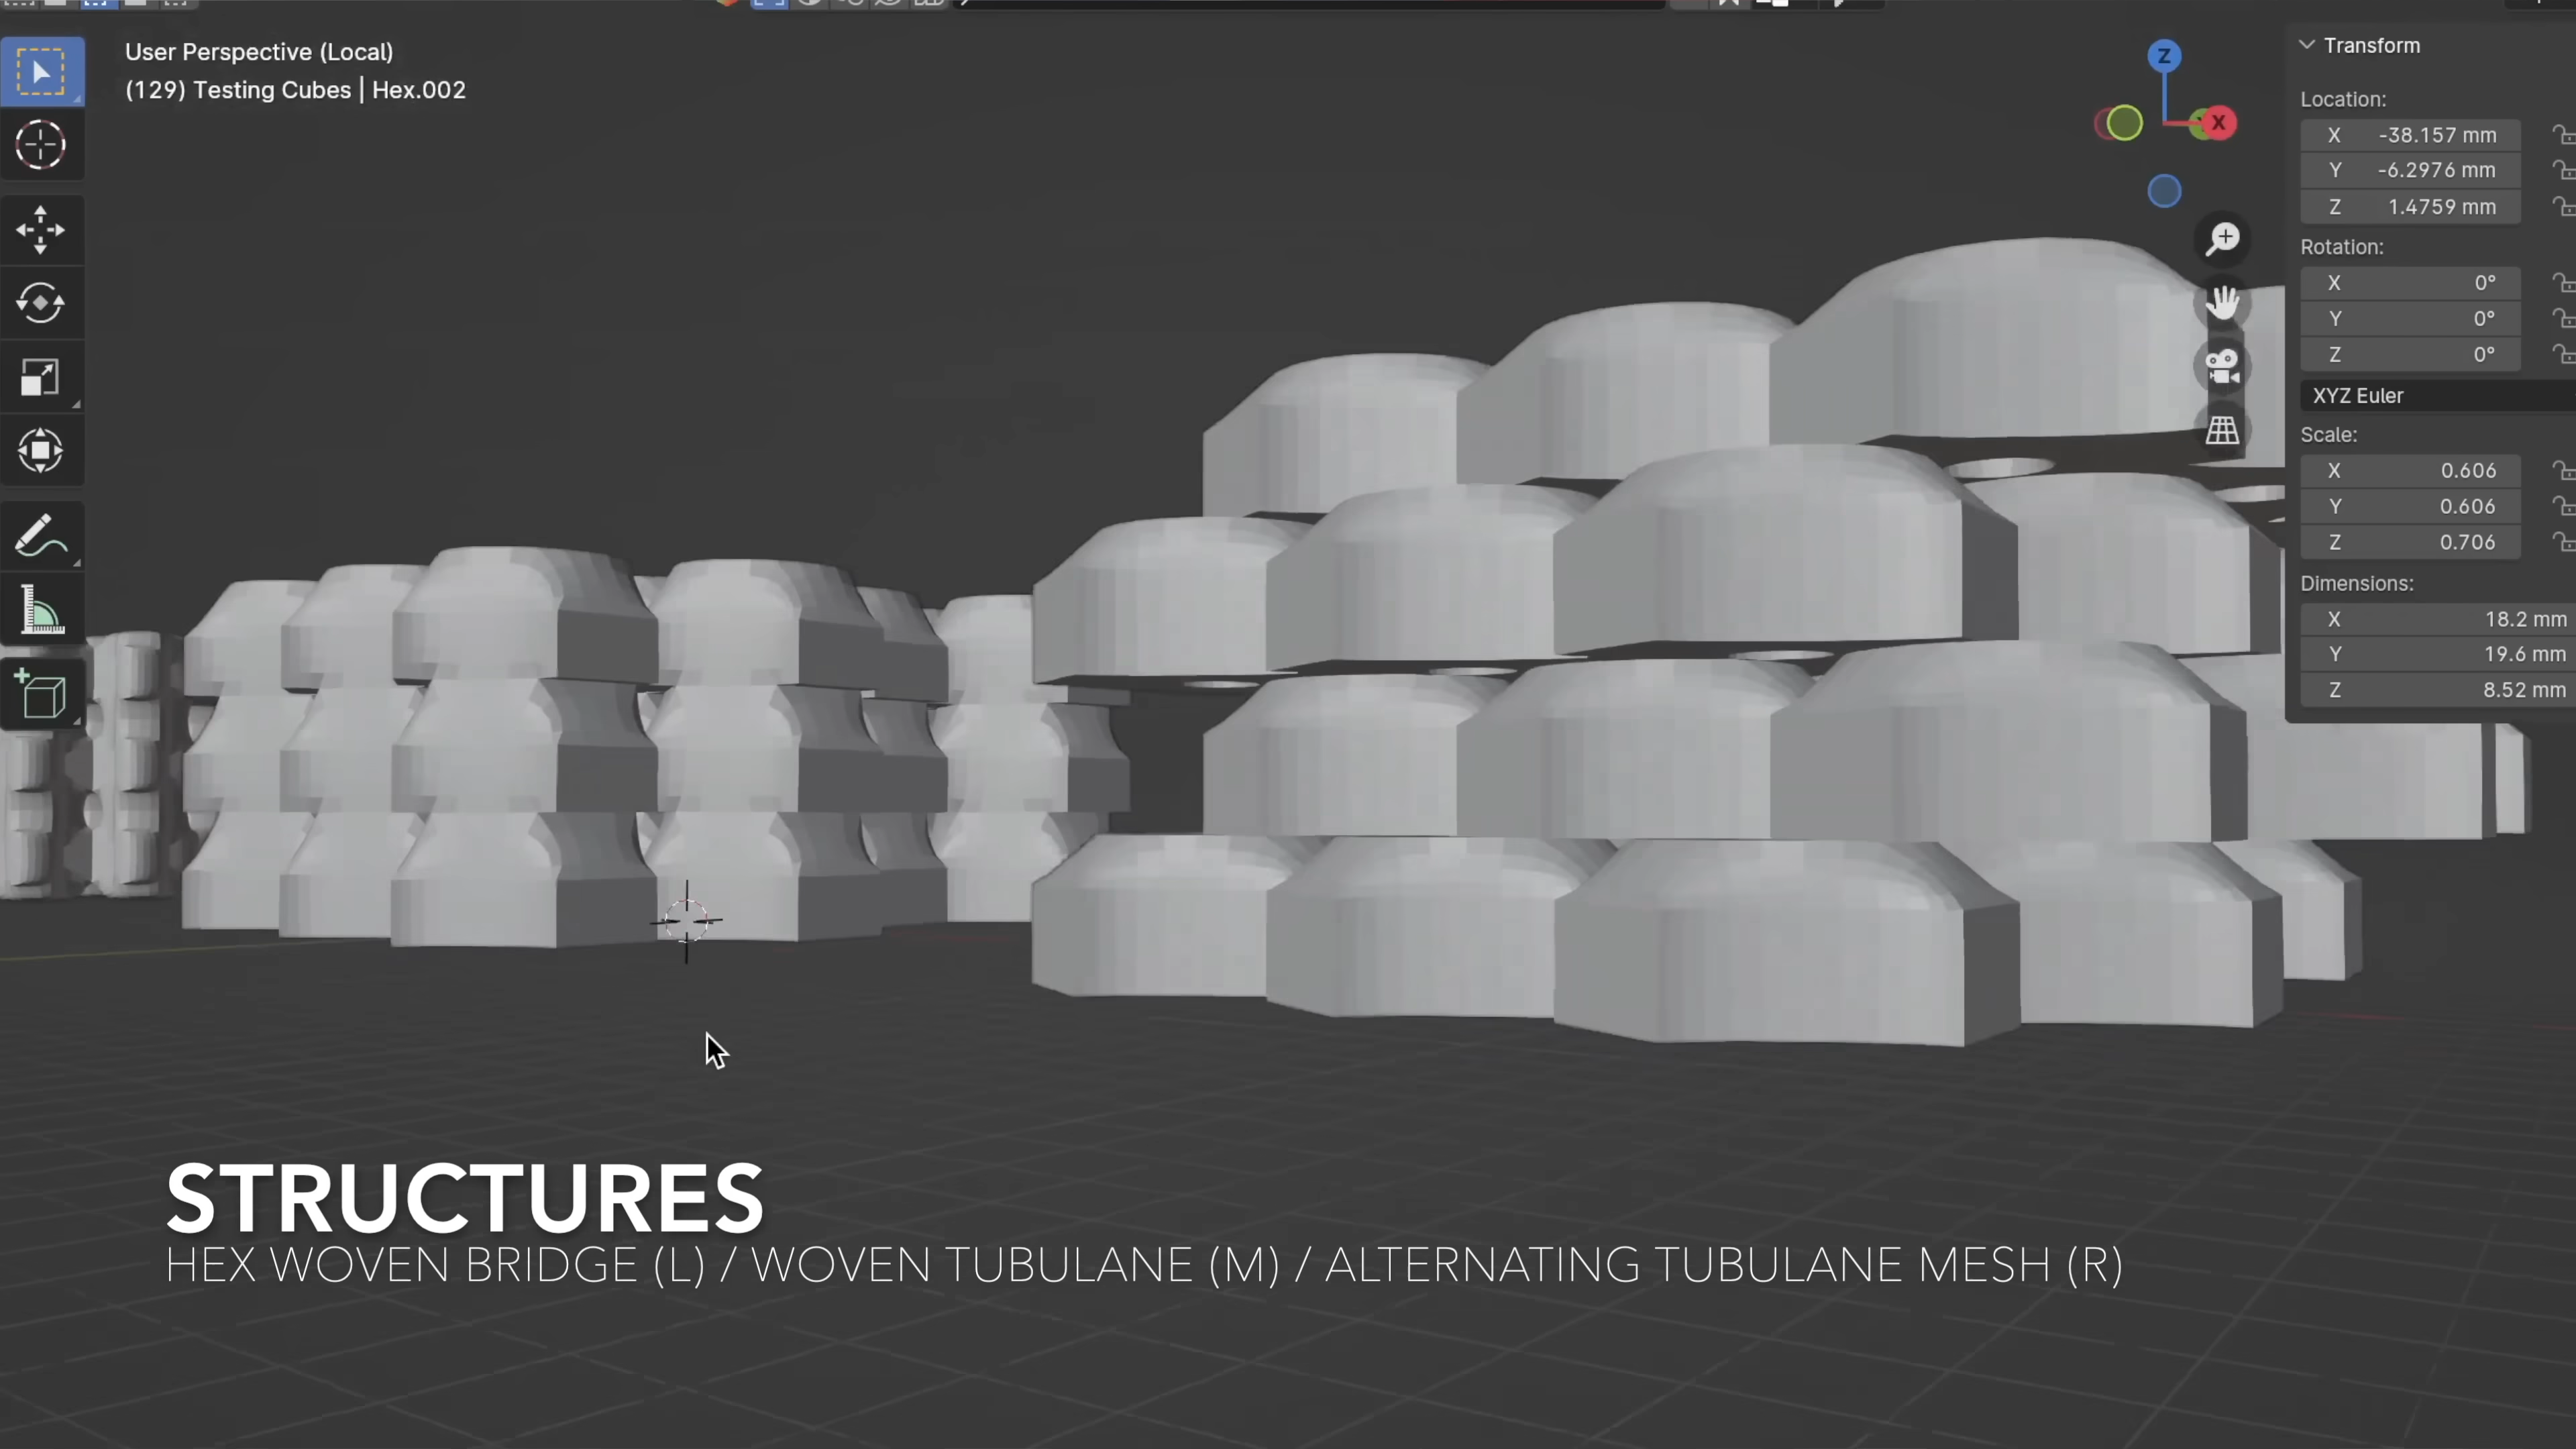 User Perspective (Local)
(129) Testing Cubes | Hex.002
Z
X
Transform
Location:
X -38.157 mm
Y -6.2976 mm
Z 1.4759 mm
Rotation:
X 0°
Y 0°
Z 0°
XYZ Euler
Scale:
X 0.606
Y 0.606
Z 0.706
Dimensions:
X 18.2 mm
Y 19.6 mm
Z 8.52 mm
STRUCTURES
HEX WOVEN BRIDGE (L) / WOVEN TUBULANE (M) / ALTERNATING TUBULANE MESH (R)